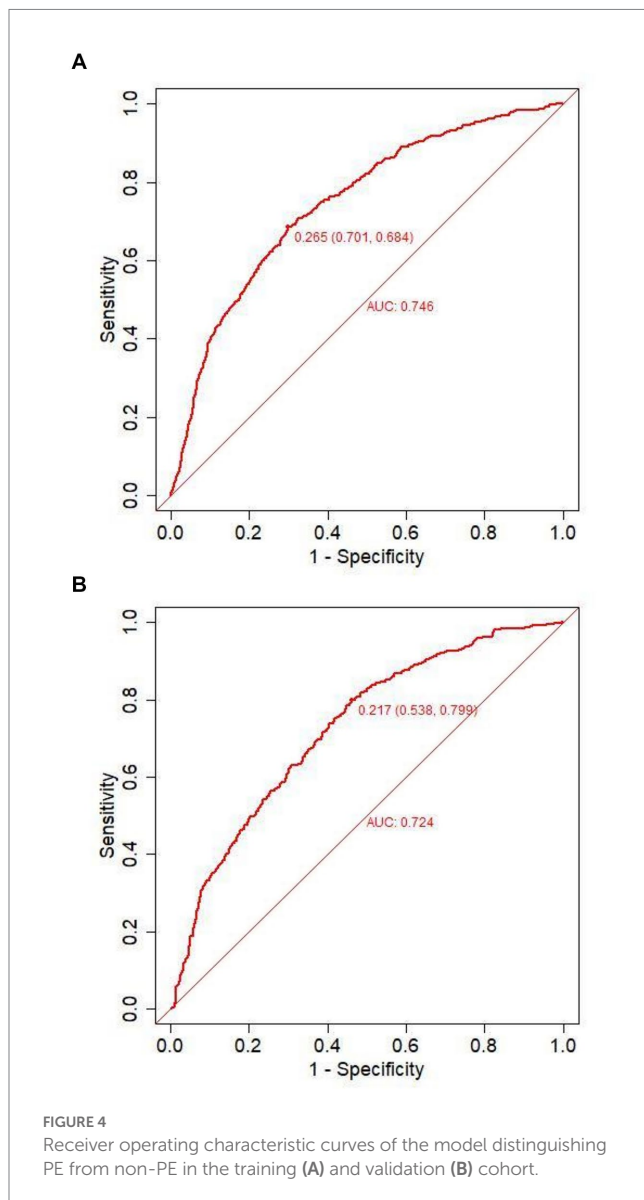 A
1.0
0.8
0.6
0.4
0.2
0.0
Sensitivity
0.265 (0.701, 0.684)
AUC: 0.746
0.0 0.2 0.4 0.6 0.8 1.0
1 - Specificity
B
1.0
0.8
0.6
0.4
0.2
0.0
Sensitivity
0.217 (0.538, 0.799)
AUC: 0.724
0.0 0.2 0.4 0.6 0.8 1.0
1 - Specificity
FIGURE 4
Receiver operating characteristic curves of the model distinguishing
PE from non-PE in the training (A) and validation (B) cohort.